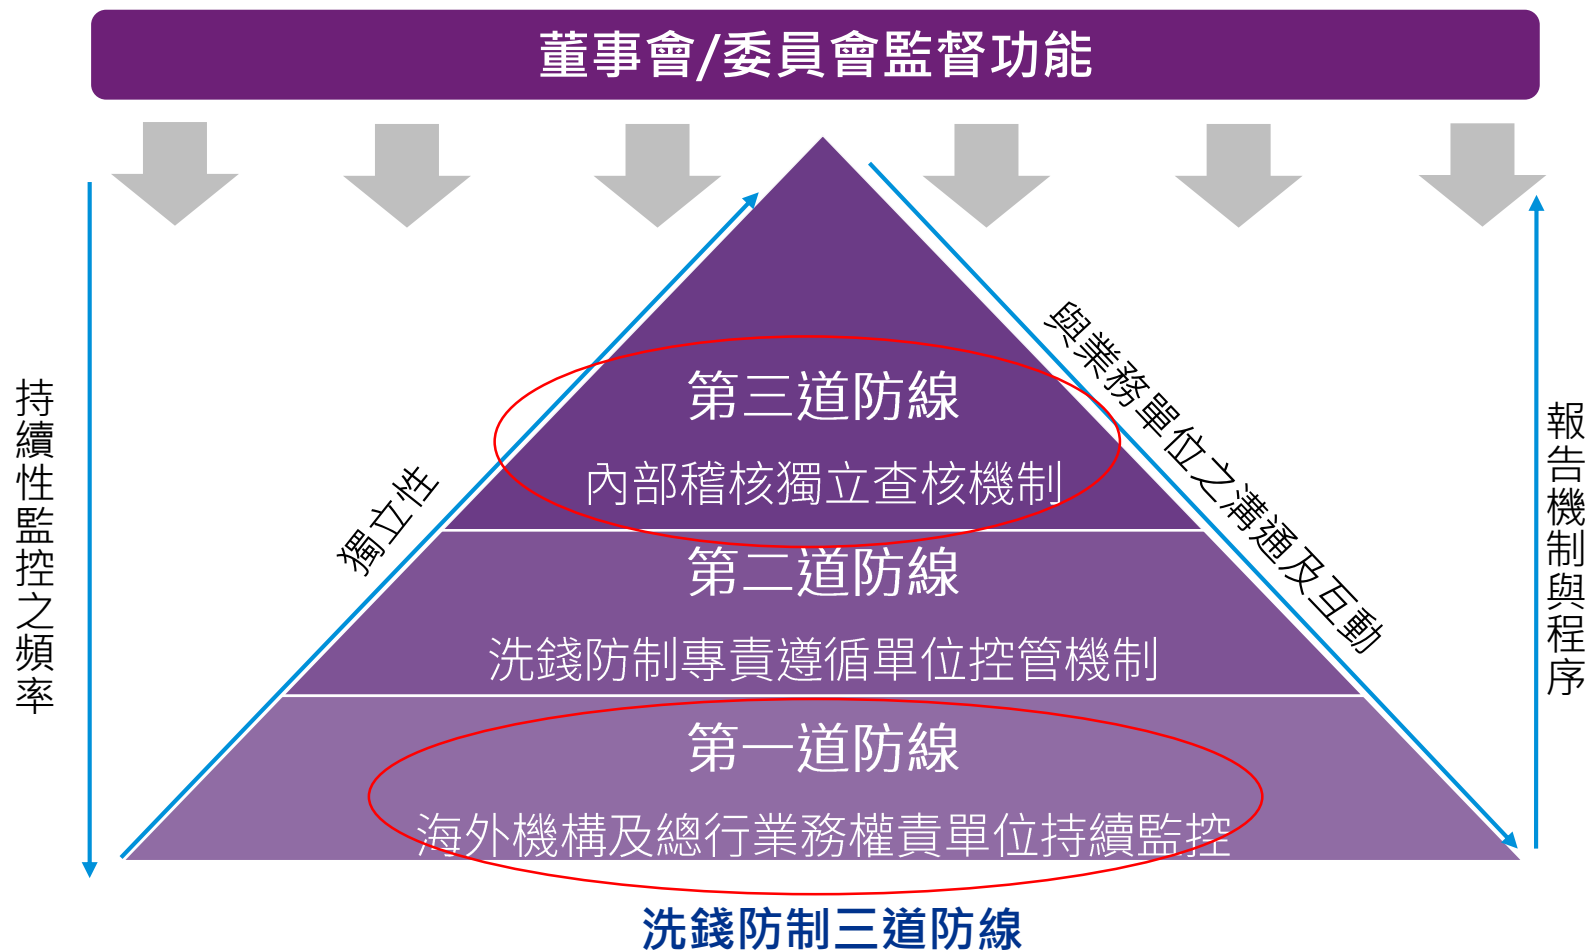 董事會/委員會監督功能
持續性監控之頻率
獨立性
與業務單位之溝通及互動
報告機制與程序
第三道防線
內部稽核獨立查核機制
第二道防線
洗錢防制專責遵循單位控管機制
第一道防線
海外機構及總行業務權責單位持續監控
洗錢防制三道防線